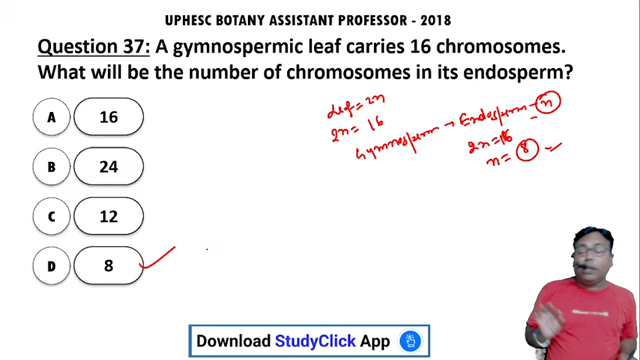 UPHESC BOTANY ASSISTANT PROFESSOR - 2018
Question 37: A gymnospermic leaf carries 16 chromosomes.
What will be the number of chromosomes in its endosperm?
A 16
B 24
C 12
D 8
Leaf = 2n
2n = 16
Gymnosperm → Endosperm → n
2n = 16
n = 8
Download StudyClick App